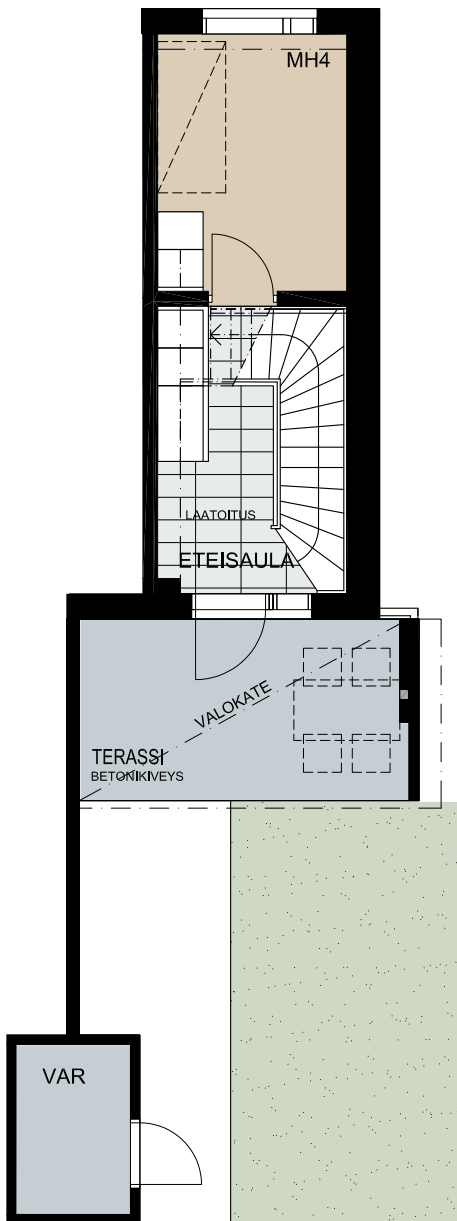 MH4
LAATOITUS
ETEISAULA
VALOKATE
TERASSI
BETONIKIVEYS
VAR